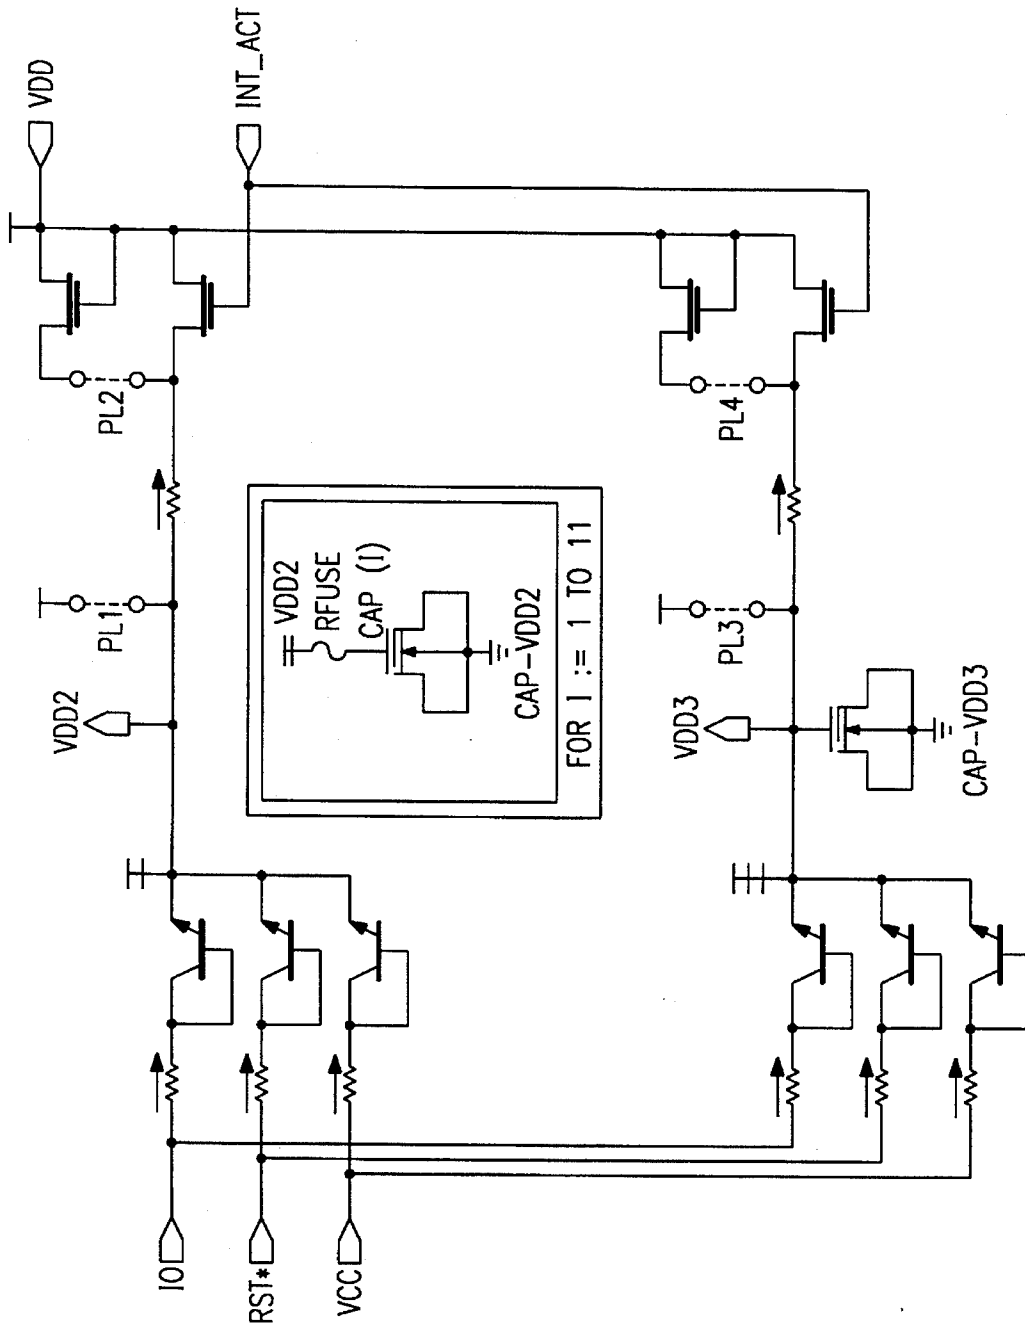 IO
RST*
VCC
VDD2
PL1
PL2
VDD
INT_ACT
VDD2
RFUSE
CAP (I)
CAP-VDD2
FOR I := 1 TO 11
VDD3
PL3
PL4
CAP-VDD3